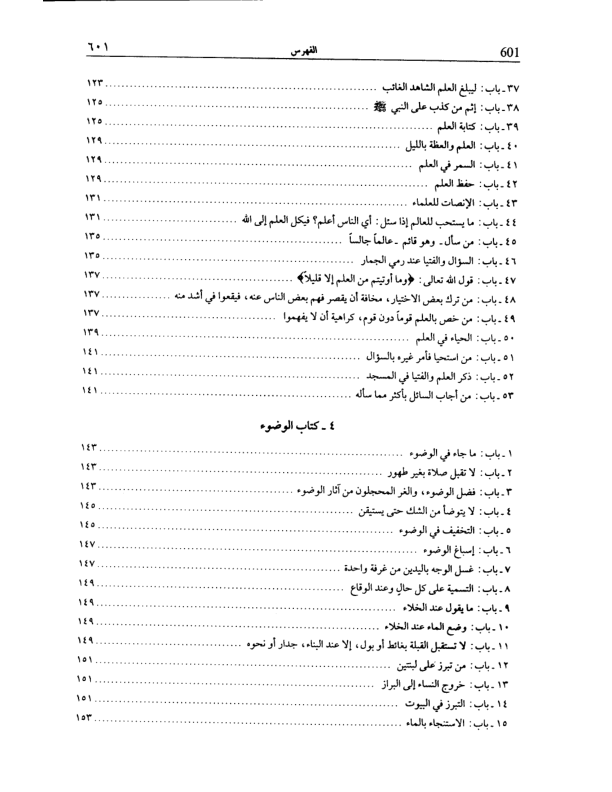 601 الفهرس ٦٠١
٣٧ ـ باب: ليبلغ العلم الشاهد الغائب ........ ١٢٣
٣٨ ـ باب: إثم من كذب على النبي ﷺ ........ ١٢٥
٣٩ ـ باب: كتابة العلم ........ ١٢٥
٤٠ ـ باب: العلم والعظة بالليل ........ ١٢٩
٤١ ـ باب: السمر في العلم ........ ١٢٩
٤٢ ـ باب: حفظ العلم ........ ١٢٩
٤٣ ـ باب: الإنصات للعلماء ........ ١٣١
٤٤ ـ باب: ما يستحب للعالم إذا سئل: أي الناس أعلم؟ فيكل العلم إلى الله ........ ١٣١
٤٥ ـ باب: من سأل ـ وهو قائم ـ عالماً جالساً ........ ١٣٥
٤٦ ـ باب: السؤال والفتيا عند رمي الجمار ........ ١٣٥
٤٧ ـ باب: قول الله تعالى: ﴿وما أوتيتم من العلم إلا قليلاً﴾ ........ ١٣٧
٤٨ ـ باب: من ترك بعض الاختيار، مخافة أن يقصر فهم بعض الناس عنه، فيقعوا في أشد منه ........ ١٣٧
٤٩ ـ باب: من خص بالعلم قوماً دون قوم، كراهية أن لا يفهموا ........ ١٣٧
٥٠ ـ باب: الحياء في العلم ........ ١٣٩
٥١ ـ باب: من استحيا فأمر غيره بالسؤال ........ ١٤١
٥٢ ـ باب: ذكر العلم والفتيا في المسجد ........ ١٤١
٥٣ ـ باب: من أجاب السائل بأكثر مما سأله ........ ١٤١
٤ ـ كتاب الوضوء
١ ـ باب: ما جاء في الوضوء ........ ١٤٣
٢ ـ باب: لا تقبل صلاة بغير طهور ........ ١٤٣
٣ ـ باب: فضل الوضوء، والغر المحجلون من آثار الوضوء ........ ١٤٣
٤ ـ باب: لا يتوضأ من الشك حتى يستيقن ........ ١٤٥
٥ ـ باب: التخفيف في الوضوء ........ ١٤٥
٦ ـ باب: إسباغ الوضوء ........ ١٤٧
٧ ـ باب: غسل الوجه باليدين من غرفة واحدة ........ ١٤٧
٨ ـ باب: التسمية على كل حالٍ وعند الوقاع ........ ١٤٩
٩ ـ باب: ما يقول عند الخلاء ........ ١٤٩
١٠ ـ باب: وضع الماء عند الخلاء ........ ١٤٩
١١ ـ باب: لا تستقبل القبلة بغائط أو بول، إلا عند البناء، جدار أو نحوه ........ ١٤٩
١٢ ـ باب: من تبرز على لبنتين ........ ١٥١
١٣ ـ باب: خروج النساء إلى البراز ........ ١٥١
١٤ ـ باب: التبرز في البيوت ........ ١٥١
١٥ ـ باب: الاستنجاء بالماء ........ ١٥٣